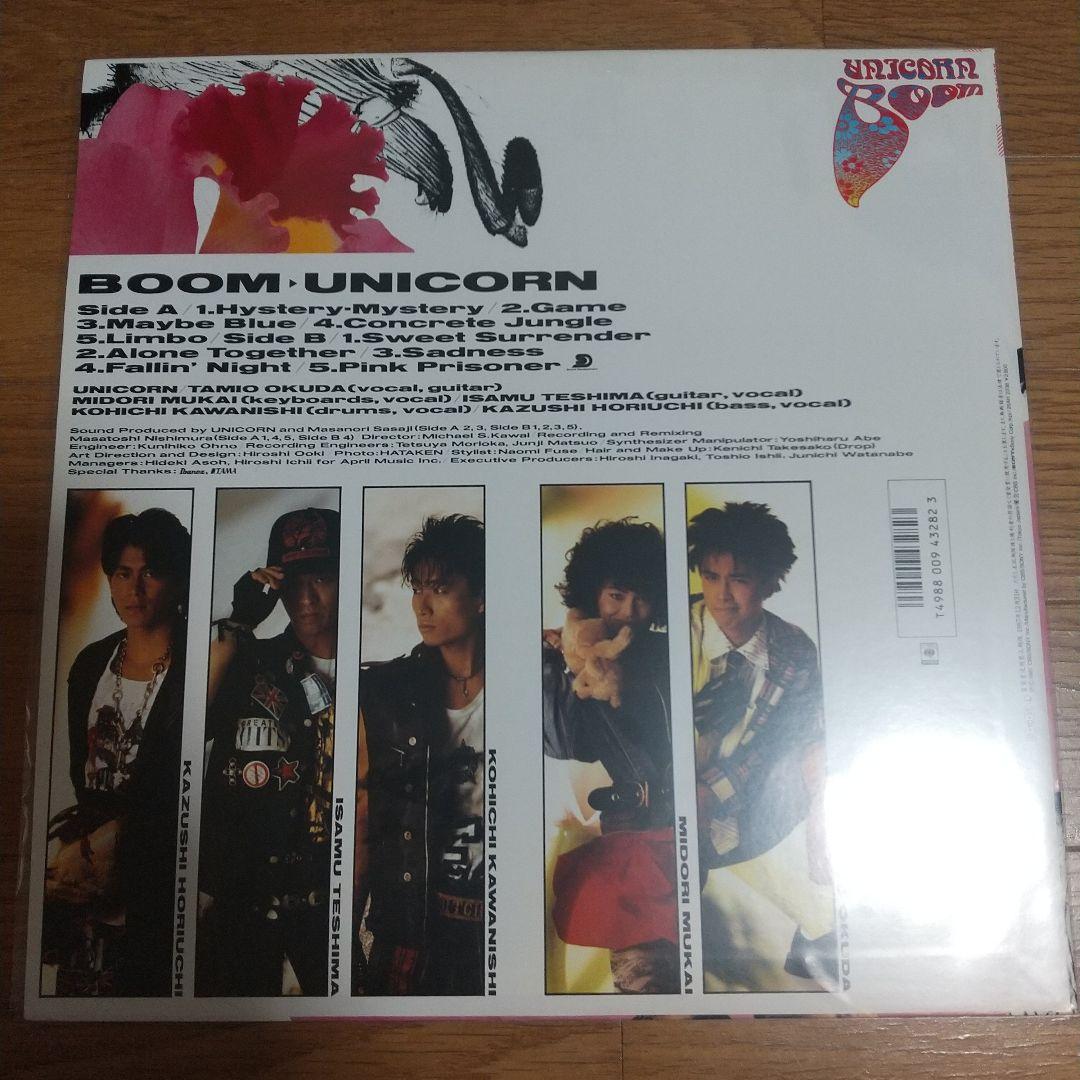 UNICORN
BOOM
BOOM ▸ UNICORN
Side A / 1.Hystery-Mystery / 2.Game
3.Maybe Blue / 4.Concrete Jungle
5.Limbo / Side B / 1.Sweet Surrender
2.Alone Together / 3.Sadness
4.Fallin' Night / 5.Pink Prisoner
UNICORN / TAMIO OKUDA (vocal, guitar)
MIDORI MUKAI (keyboards, vocal) / ISAMU TESHIMA (guitar, vocal)
KOHICHI KAWANISHI (drums, vocal) / KAZUSHI HORIUCHI (bass, vocal)
Sound Produced by UNICORN and Masanori Sasaji (Side A 2, 3, Side B 1, 2, 3, 5),
Masatoshi Nishimura (Side A 1, 4, 5, Side B 4) Director: Michael S.Kawai Recording and Remixing
Engineer: Kunihiko Ohno Recording Engineers: Tetsuya Morioka, Junji Matsuo / Synthesizer Manipulator: Yoshiharu Abe
Art Direction and Design: Hiroshi Ooki Photo: HATAKEN / Stylist: Naomi Fuse Hair and Make Up: Kenichi Takesako (Drop)
Managers: Hideki Asoh, Hiroshi Ichii for April Music Inc. / Executive Producers: Hiroshi Inagaki, Toshio Ishii, Junichi Watanabe
Special Thanks: Ibanez, TAMA
KAZUSHI HORIUCHI
ISAMU TESHIMA
KOHICHI KAWANISHI
MIDORI MUKAI
OKUDA
T4988 009 43282 3